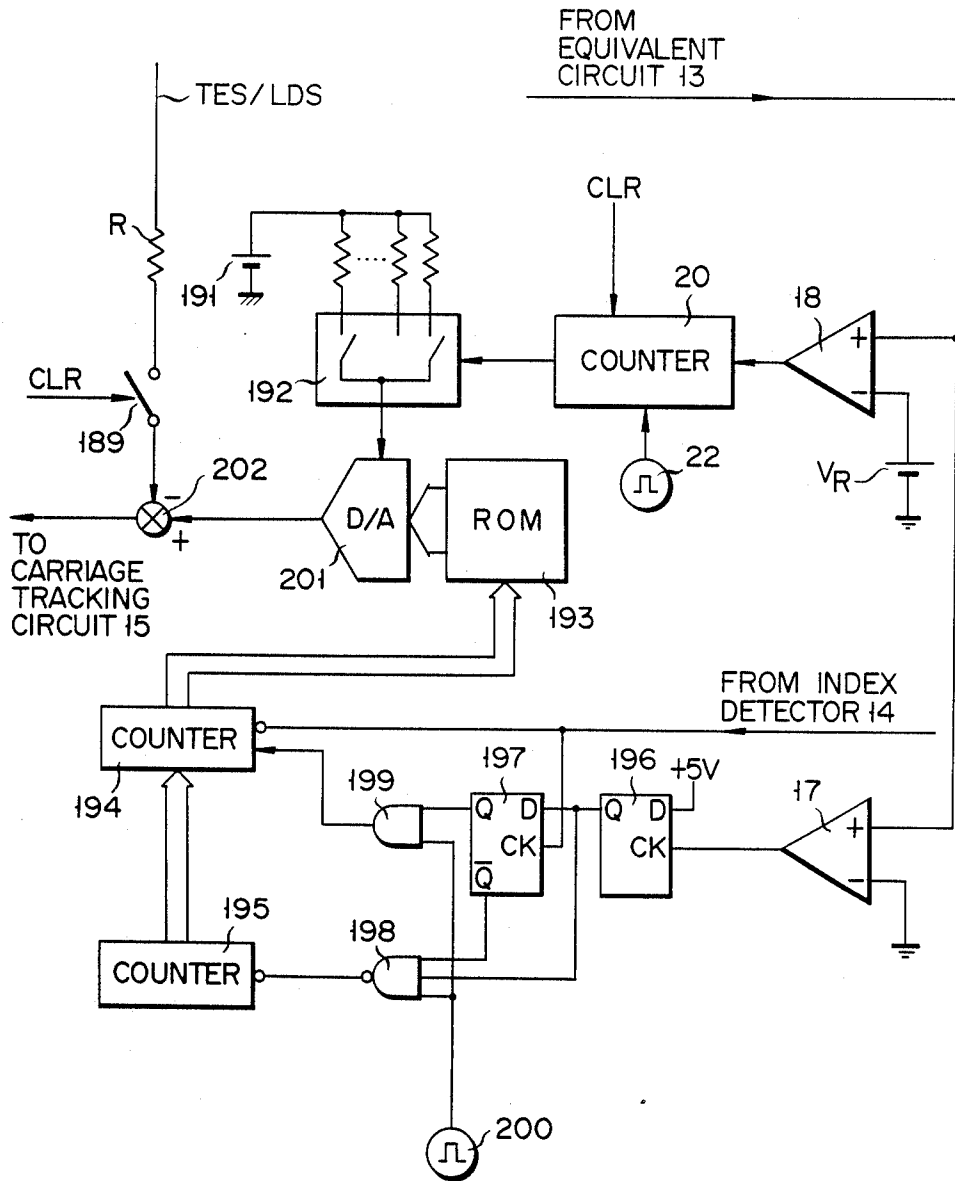 FROM
EQUIVALENT
CIRCUIT 13
TES/LDS
CLR
R
191
20
18
COUNTER
+
-
192
CLR
189
202
-
+
22
VR
D/A
ROM
201
193
TO
CARRIAGE
TRACKING
CIRCUIT 15
FROM INDEX
DETECTOR 14
COUNTER
194
199
197
196
+5V
17
Q D
CK
Q̅
Q D
CK
+
-
195
198
COUNTER
200